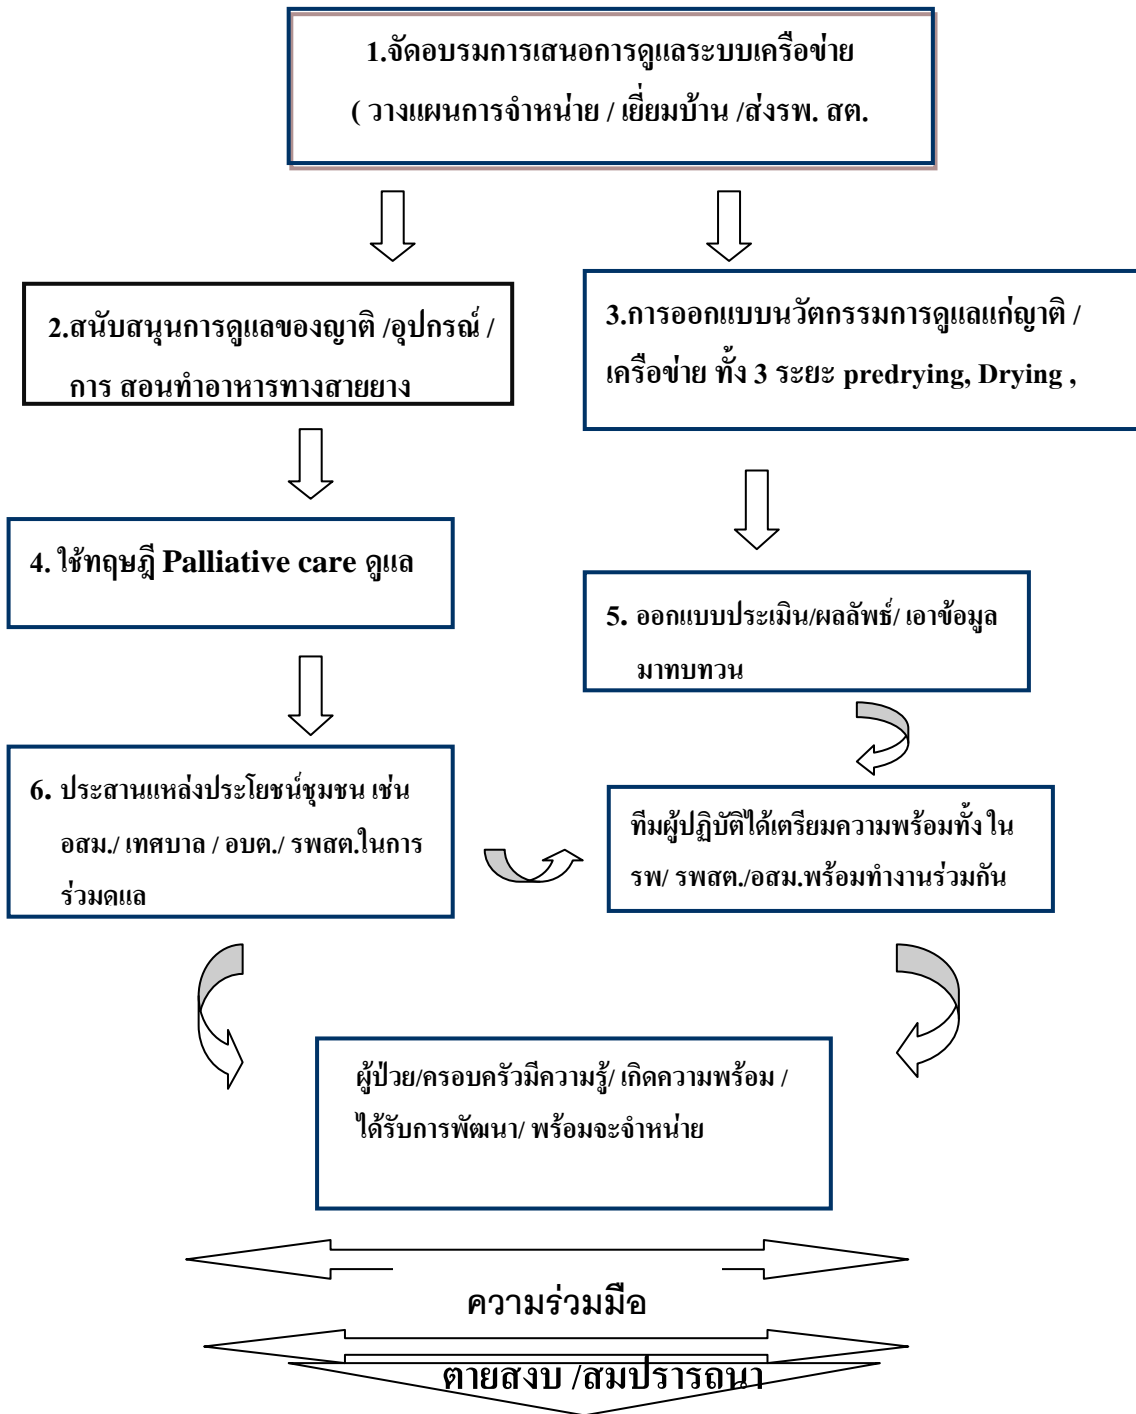 1.จัดอบรมการเสนอการดูแลระบบเครือข่าย
( วางแผนการจำหน่าย / เยี่ยมบ้าน /ส่งรพ. สต.
2.สนับสนุนการดูแลของญาติ /อุปกรณ์ /
การ สอนทำอาหารทางสายยาง
3.การออกแบบนวัตกรรมการดูแลแก่ญาติ /
เครือข่าย ทั้ง 3 ระยะ predrying, Drying ,
4. ใช้ทฤษฎี Palliative care ดูแล
5. ออกแบบประเมิน/ผลลัพธ์/ เอาข้อมูล
มาทบทวน
6. ประสานแหล่งประโยชน์ชุมชน เช่น
อสม./ เทศบาล / อบต./ รพสต.ในการ
ร่วมดแล
ทีมผู้ปฏิบัติได้เตรียมความพร้อมทั้ง ใน
รพ/ รพสต./อสม.พร้อมทำงานร่วมกัน
ผู้ป่วย/ครอบครัวมีความรู้/ เกิดความพร้อม /
ได้รับการพัฒนา/ พร้อมจะจำหน่าย
ความร่วมมือ
ตายสงบ /สมปรารถนา